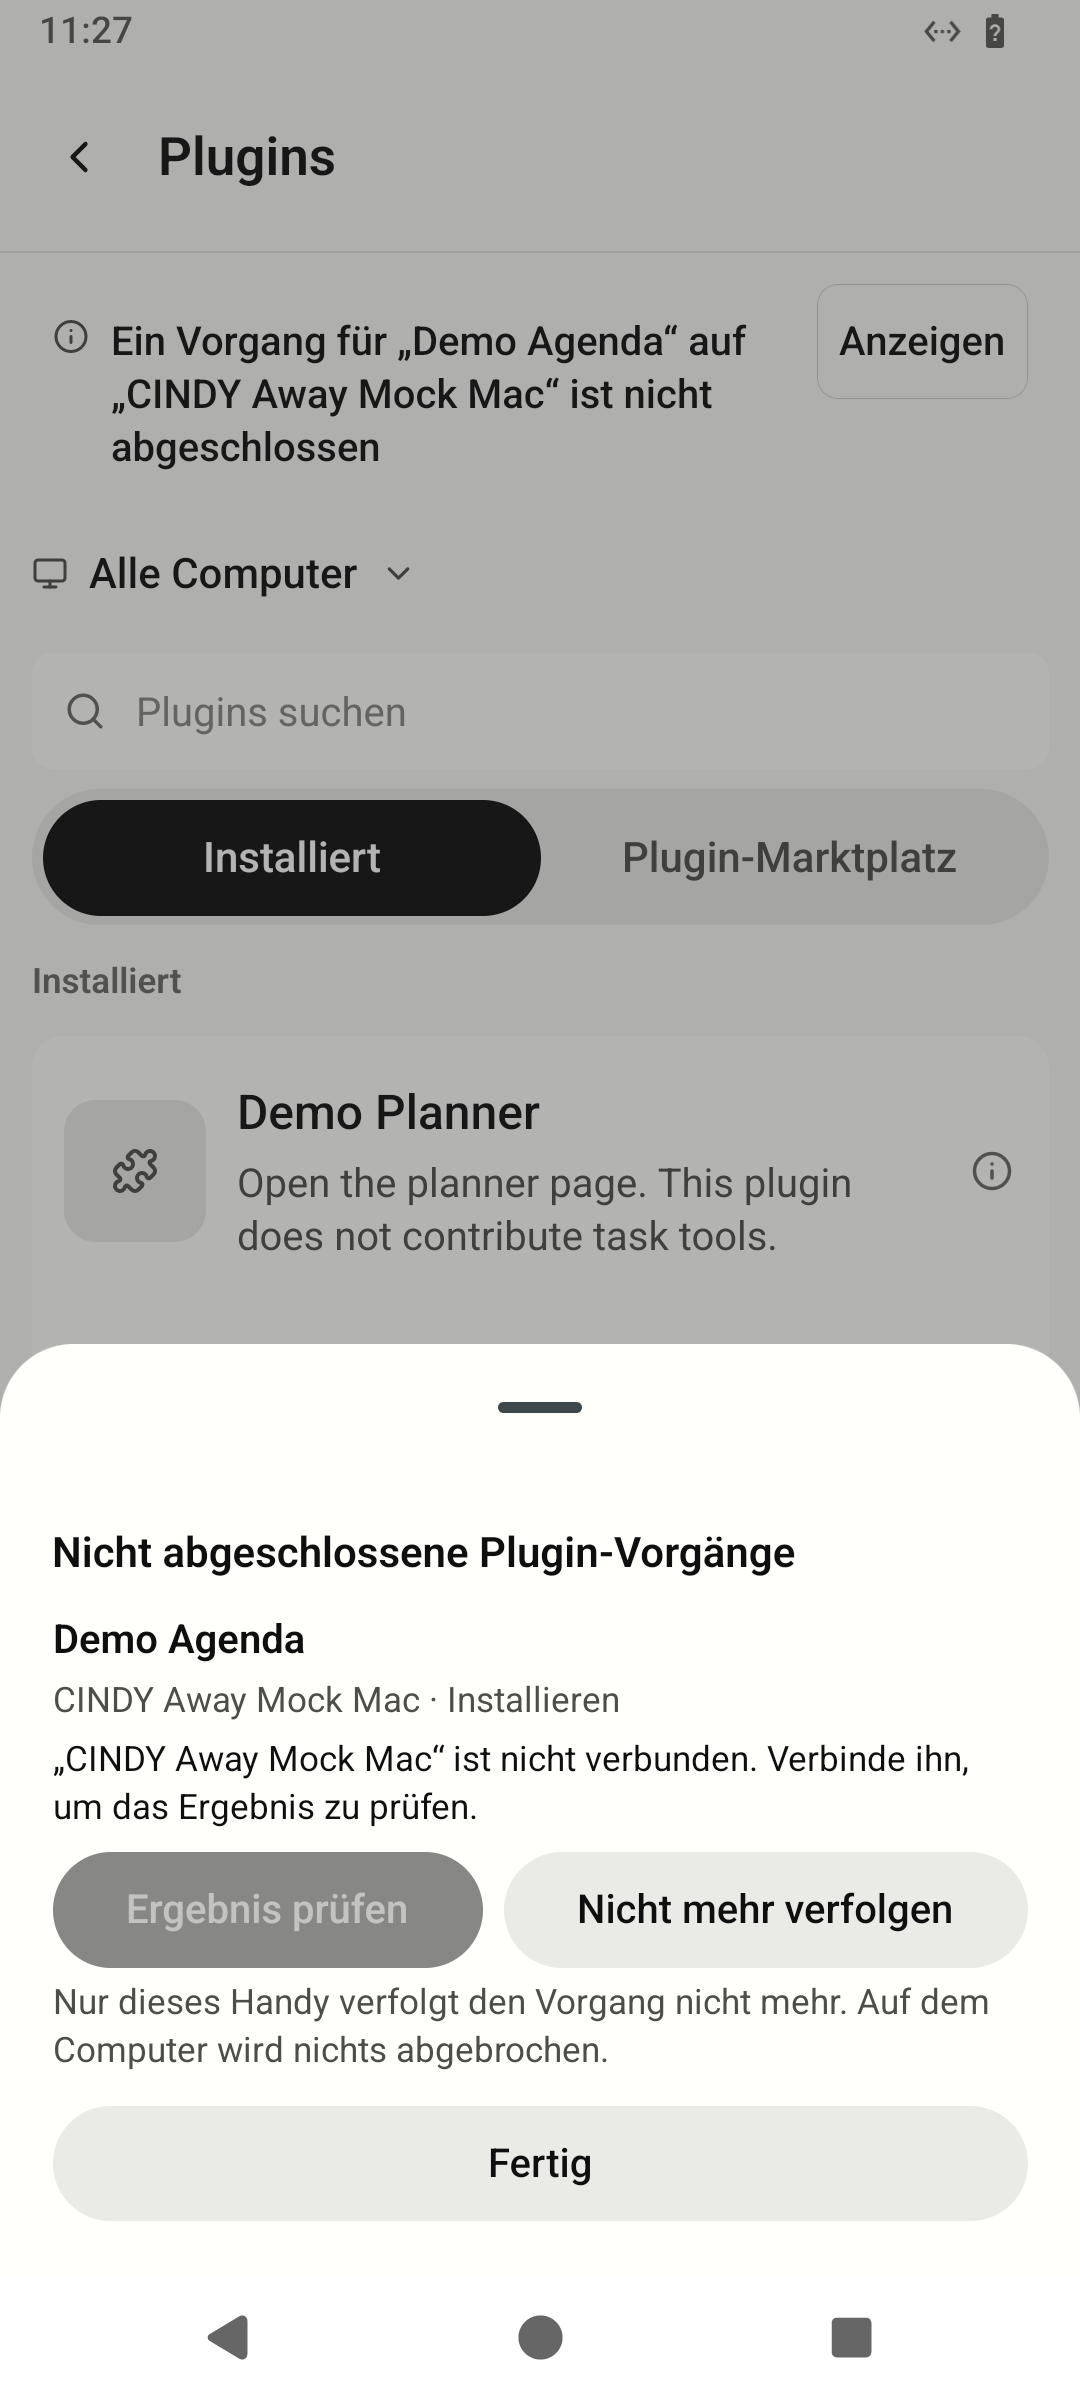 11:27
Plugins
Ein Vorgang für „Demo Agenda“ auf
„CINDY Away Mock Mac“ ist nicht
abgeschlossen
Anzeigen
Alle Computer
Plugins suchen
Installiert
Plugin-Marktplatz
Installiert
Demo Planner
Open the planner page. This plugin
does not contribute task tools.
Nicht abgeschlossene Plugin-Vorgänge
Demo Agenda
CINDY Away Mock Mac · Installieren
„CINDY Away Mock Mac“ ist nicht verbunden. Verbinde ihn,
um das Ergebnis zu prüfen.
Ergebnis prüfen
Nicht mehr verfolgen
Nur dieses Handy verfolgt den Vorgang nicht mehr. Auf dem
Computer wird nichts abgebrochen.
Fertig